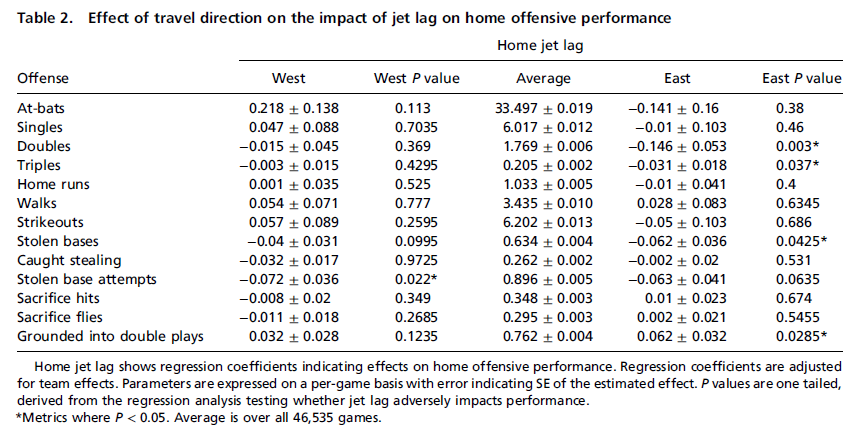 Table 2. Effect of travel direction on the impact of jet lag on home offensive performance
Home jet lag
Offense West West P value Average East East P value
At-bats 0.218 ± 0.138 0.113 33.497 ± 0.019 −0.141 ± 0.16 0.38
Singles 0.047 ± 0.088 0.7035 6.017 ± 0.012 −0.01 ± 0.103 0.46
Doubles −0.015 ± 0.045 0.369 1.769 ± 0.006 −0.146 ± 0.053 0.003*
Triples −0.003 ± 0.015 0.4295 0.205 ± 0.002 −0.031 ± 0.018 0.037*
Home runs 0.001 ± 0.035 0.525 1.033 ± 0.005 −0.01 ± 0.041 0.4
Walks 0.054 ± 0.071 0.777 3.435 ± 0.010 0.028 ± 0.083 0.6345
Strikeouts 0.057 ± 0.089 0.2595 6.202 ± 0.013 −0.05 ± 0.103 0.686
Stolen bases −0.04 ± 0.031 0.0995 0.634 ± 0.004 −0.062 ± 0.036 0.0425*
Caught stealing −0.032 ± 0.017 0.9725 0.262 ± 0.002 −0.002 ± 0.02 0.531
Stolen base attempts −0.072 ± 0.036 0.022* 0.896 ± 0.005 −0.063 ± 0.041 0.0635
Sacrifice hits −0.008 ± 0.02 0.349 0.348 ± 0.003 0.01 ± 0.023 0.674
Sacrifice flies −0.011 ± 0.018 0.2685 0.295 ± 0.003 0.002 ± 0.021 0.5455
Grounded into double plays 0.032 ± 0.028 0.1235 0.762 ± 0.004 0.062 ± 0.032 0.0285*
Home jet lag shows regression coefficients indicating effects on home offensive performance. Regression coefficients are adjusted
for team effects. Parameters are expressed on a per-game basis with error indicating SE of the estimated effect. P values are one tailed,
derived from the regression analysis testing whether jet lag adversely impacts performance.
*Metrics where P < 0.05. Average is over all 46,535 games.